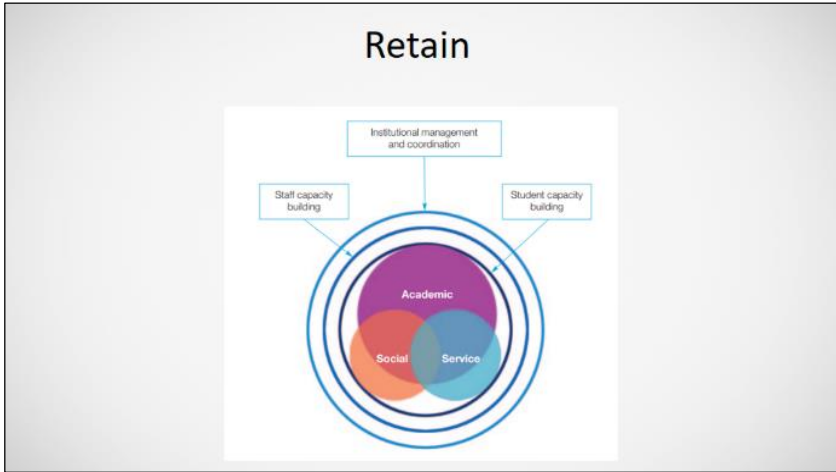 Retain
Institutional management
and coordination
Staff capacity
building
Student capacity
building
Academic
Social
Service